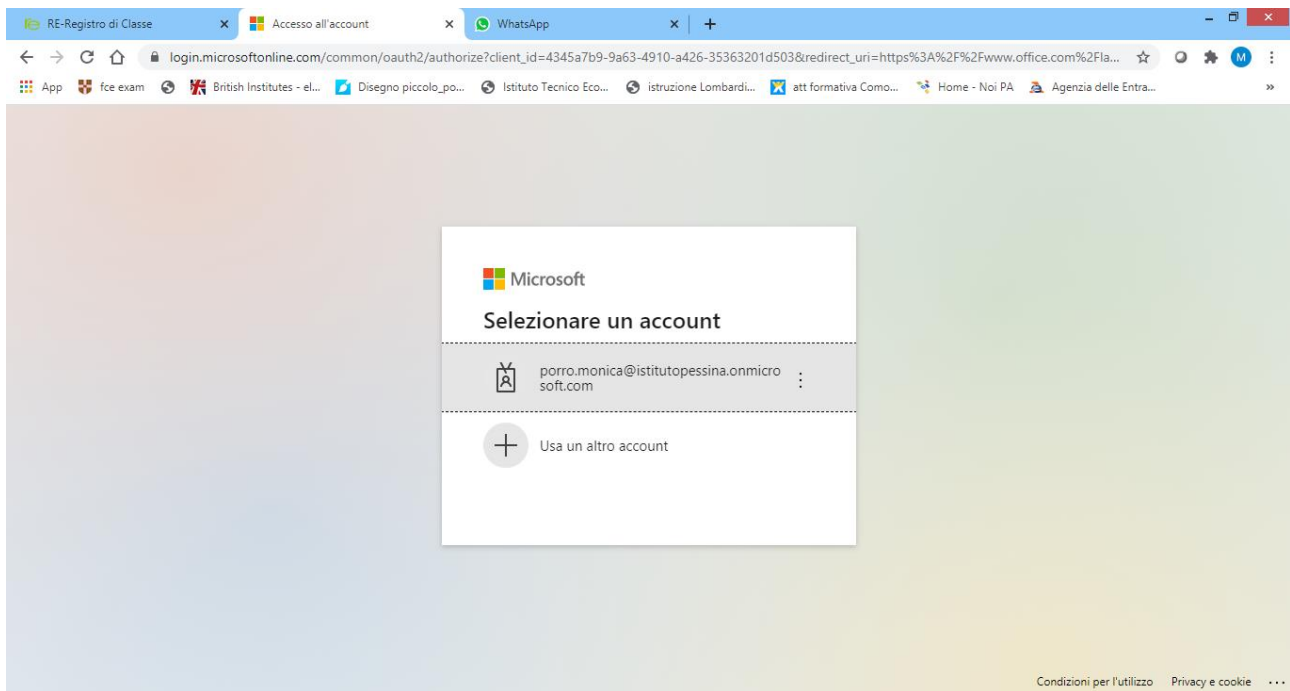 RE-Registro di Classe
Accesso all'account
WhatsApp
login.microsoftonline.com/common/oauth2/authorize?client_id=4345a7b9-9a63-4910-a426-35363201d503&redirect_uri=https%3A%2F%2Fwww.office.com%2Fla...
M
App
fce exam
British Institutes - el...
Disegno piccolo_po...
Istituto Tecnico Eco...
istruzione Lombardi...
att formativa Como...
Home - Noi PA
Agenzia delle Entra...
»
Microsoft
Selezionare un account
porro.monica@istitutopessina.onmicro
soft.com
Usa un altro account
Condizioni per l'utilizzo Privacy e cookie ...